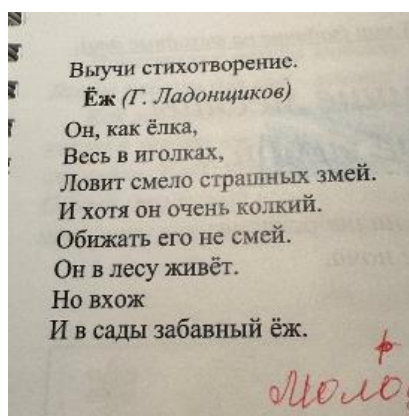 Выучи стихотворение.
Ёж (Г. Ладонщиков)
Он, как ёлка,
Весь в иголках,
Ловит смело страшных змей.
И хотя он очень колкий.
Обижать его не смей.
Он в лесу живёт.
Но вхож
И в сады забавный ёж.